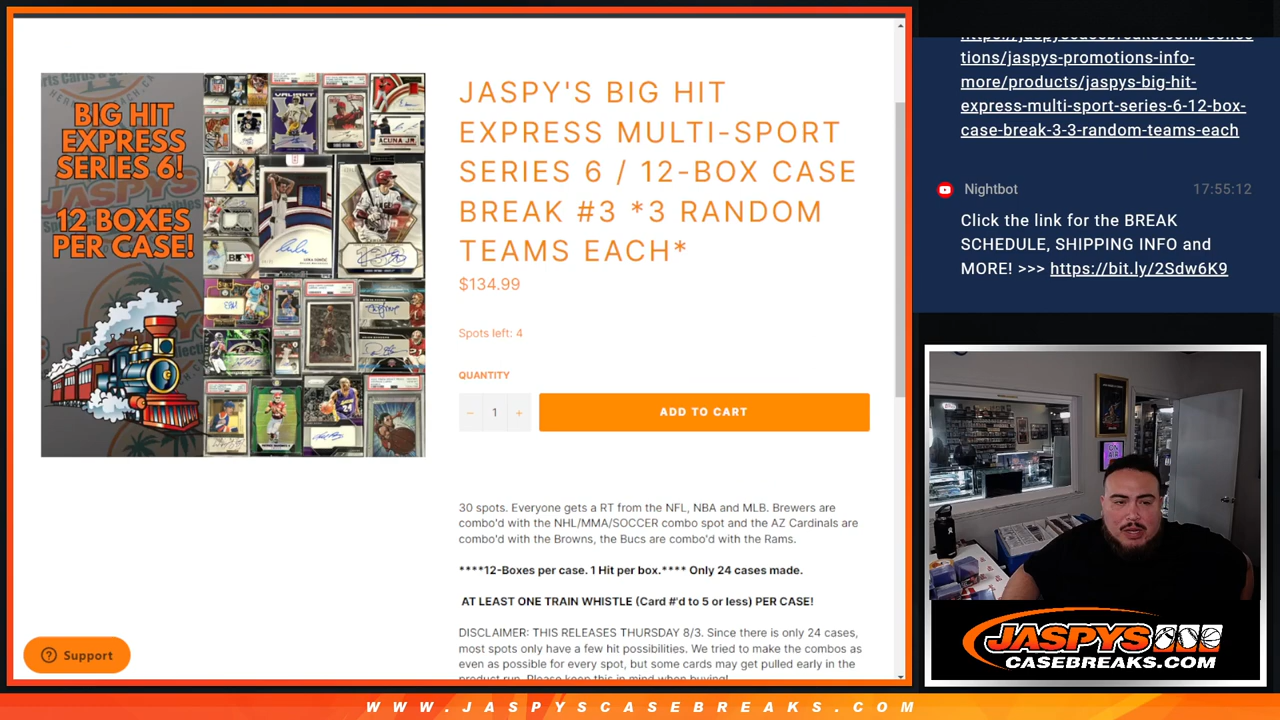 BIG HIT
EXPRESS
SERIES 6!
12 BOXES
PER CASE!
JASPY'S BIG HIT
EXPRESS MULTI-SPORT
SERIES 6 / 12-BOX CASE
BREAK #3 *3 RANDOM
TEAMS EACH*
$134.99
Spots left: 4
QUANTITY
− 1 +
ADD TO CART
30 spots. Everyone gets a RT from the NFL, NBA and MLB. Brewers are
combo'd with the NHL/MMA/SOCCER combo spot and the AZ Cardinals are
combo'd with the Browns, the Bucs are combo'd with the Rams.
****12-Boxes per case. 1 Hit per box.**** Only 24 cases made.
AT LEAST ONE TRAIN WHISTLE (Card #'d to 5 or less) PER CASE!
DISCLAIMER: THIS RELEASES THURSDAY 8/3. Since there is only 24 cases,
most spots only have a few hit possibilities. We tried to make the combos as
even as possible for every spot, but some cards may get pulled early in the
product run. Please keep this in mind when buying!
Support
tions/jaspys-promotions-info-
more/products/jaspys-big-hit-
express-multi-sport-series-6-12-box-
case-break-3-3-random-teams-each
Nightbot 17:55:12
Click the link for the BREAK
SCHEDULE, SHIPPING INFO and
MORE! >>> https://bit.ly/2Sdw6K9
JASPYS
CASEBREAKS.COM
WWW.JASPYSCASEBREAKS.COM